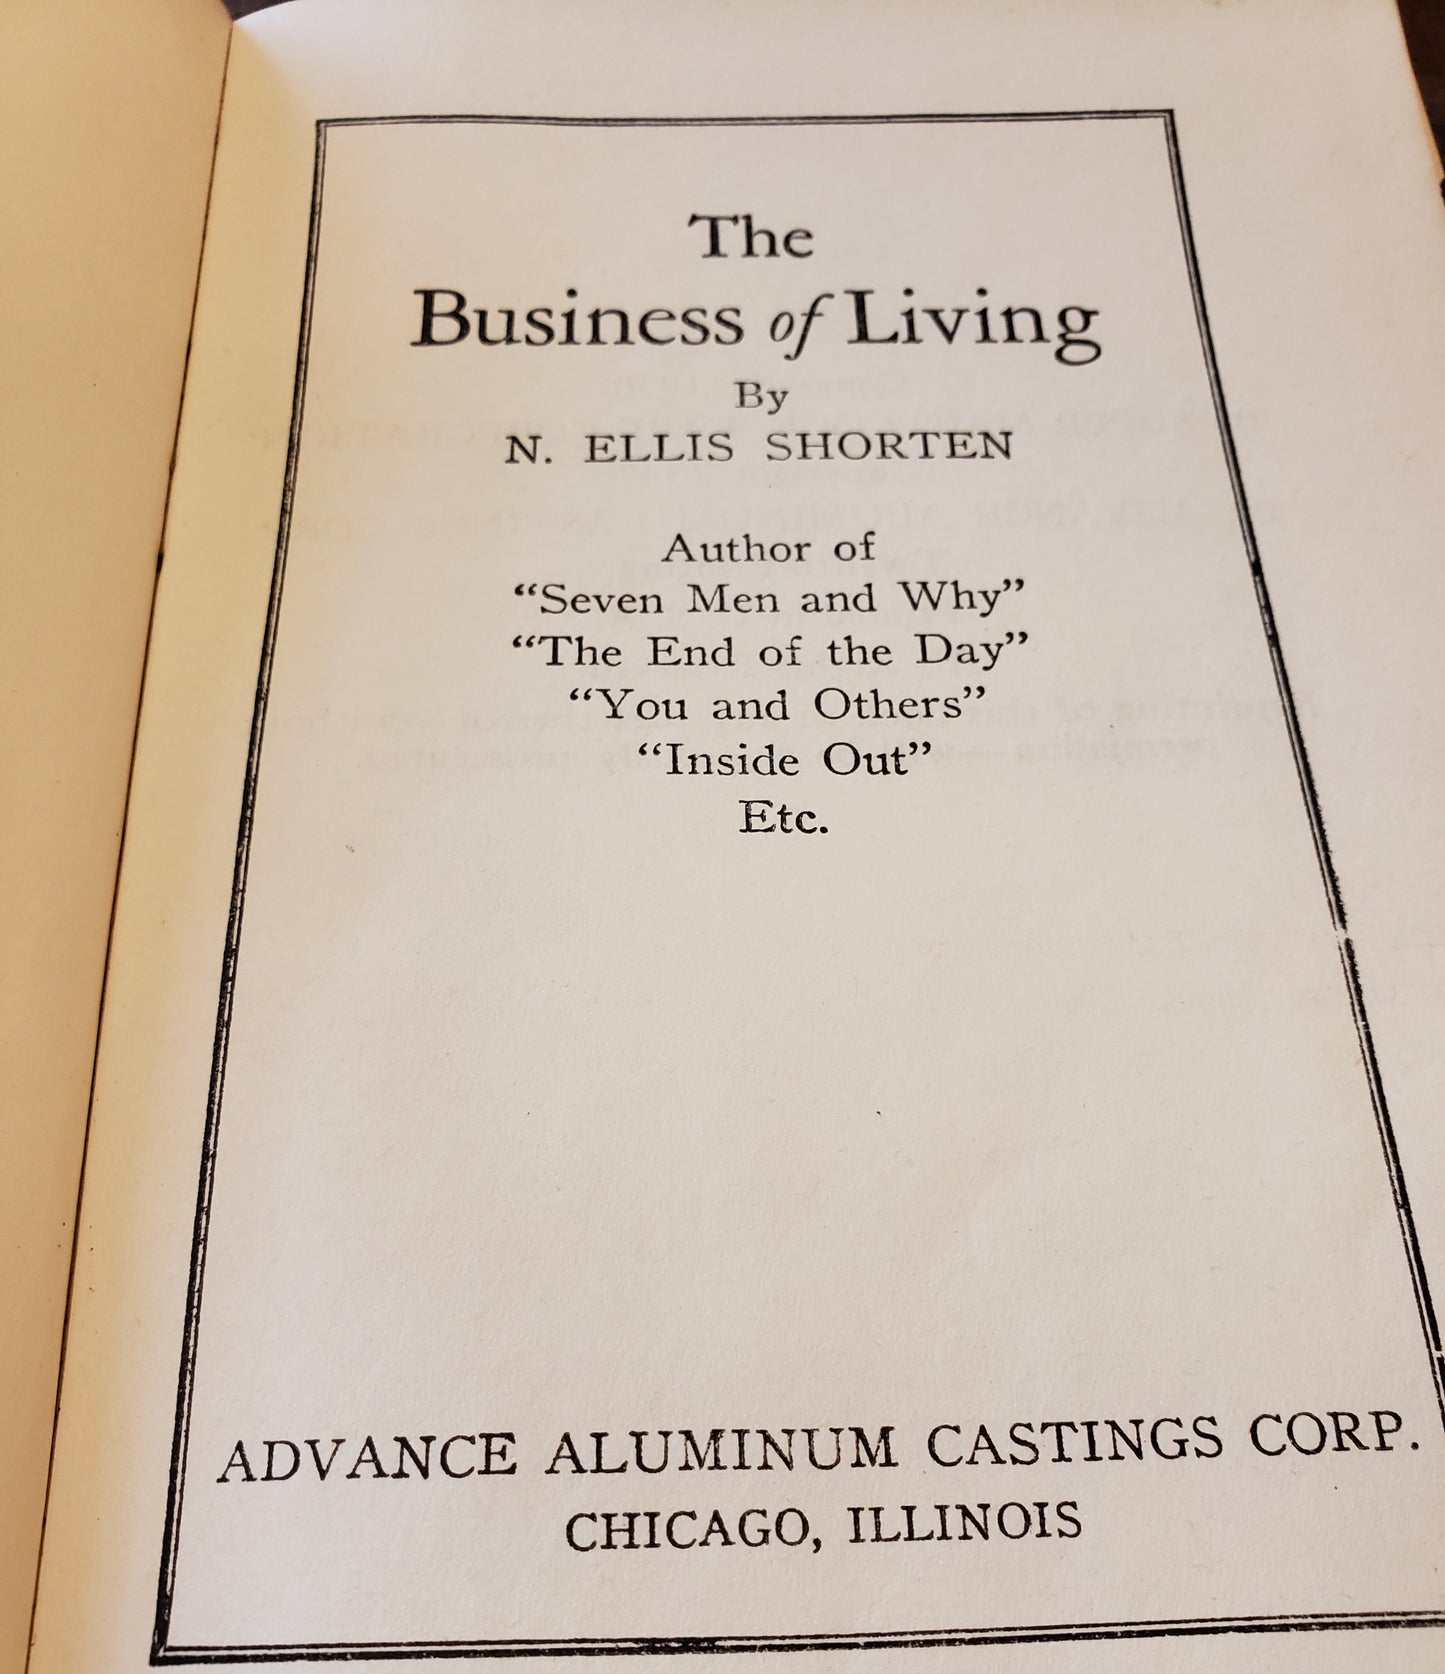 The
Business of Living
By
N. ELLIS SHORTEN
Author of
“Seven Men and Why”
“The End of the Day”
“You and Others”
“Inside Out”
Etc.
ADVANCE ALUMINUM CASTINGS CORP.
CHICAGO, ILLINOIS